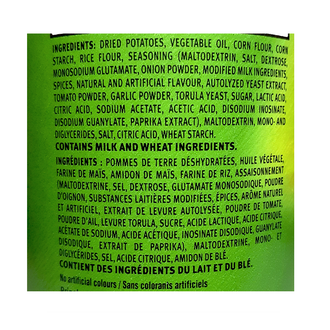 INGREDIENTS: DRIED POTATOES, VEGETABLE OIL, CORN FLOUR, CORN
STARCH, RICE FLOUR, SEASONING (MALTODEXTRIN, SALT, DEXTROSE,
MONOSODIUM GLUTAMATE, ONION POWDER, MODIFIED MILK INGREDIENTS,
SPICES, NATURAL AND ARTIFICIAL FLAVOUR, AUTOLYZED YEAST EXTRACT,
TOMATO POWDER, GARLIC POWDER, TORULA YEAST, SUGAR, LACTIC ACID,
CITRIC ACID, SODIUM ACETATE, ACETIC ACID, DISODIUM INOSINATE,
DISODIUM GUANYLATE, PAPRIKA EXTRACT), MALTODEXTRIN, MONO- AND
DIGLYCERIDES, SALT, CITRIC ACID, WHEAT STARCH.
CONTAINS MILK AND WHEAT INGREDIENTS.
INGRÉDIENTS : POMMES DE TERRE DÉSHYDRATÉES, HUILE VÉGÉTALE,
FARINE DE MAÏS, AMIDON DE MAÏS, FARINE DE RIZ, ASSAISONNEMENT
(MALTODEXTRINE, SEL, DEXTROSE, GLUTAMATE MONOSODIQUE, POUDRE
D'OIGNON, SUBSTANCES LAITIÈRES MODIFIÉES, ÉPICES, ARÔME NATUREL
ET ARTIFICIEL, EXTRAIT DE LEVURE AUTOLYSÉE, POUDRE DE TOMATE,
POUDRE D'AIL, LEVURE TORULA, SUCRE, ACIDE LACTIQUE, ACIDE CITRIQUE,
ACÉTATE DE SODIUM, ACIDE ACÉTIQUE, INOSINATE DISODIQUE, GUANYLATE
DISODIQUE, EXTRAIT DE PAPRIKA), MALTODEXTRINE, MONO- ET
DIGLYCÉRIDES, SEL, ACIDE CITRIQUE, AMIDON DE BLÉ.
CONTIENT DES INGRÉDIENTS DU LAIT ET DU BLÉ.
No artificial colours / Sans colorants artificiels